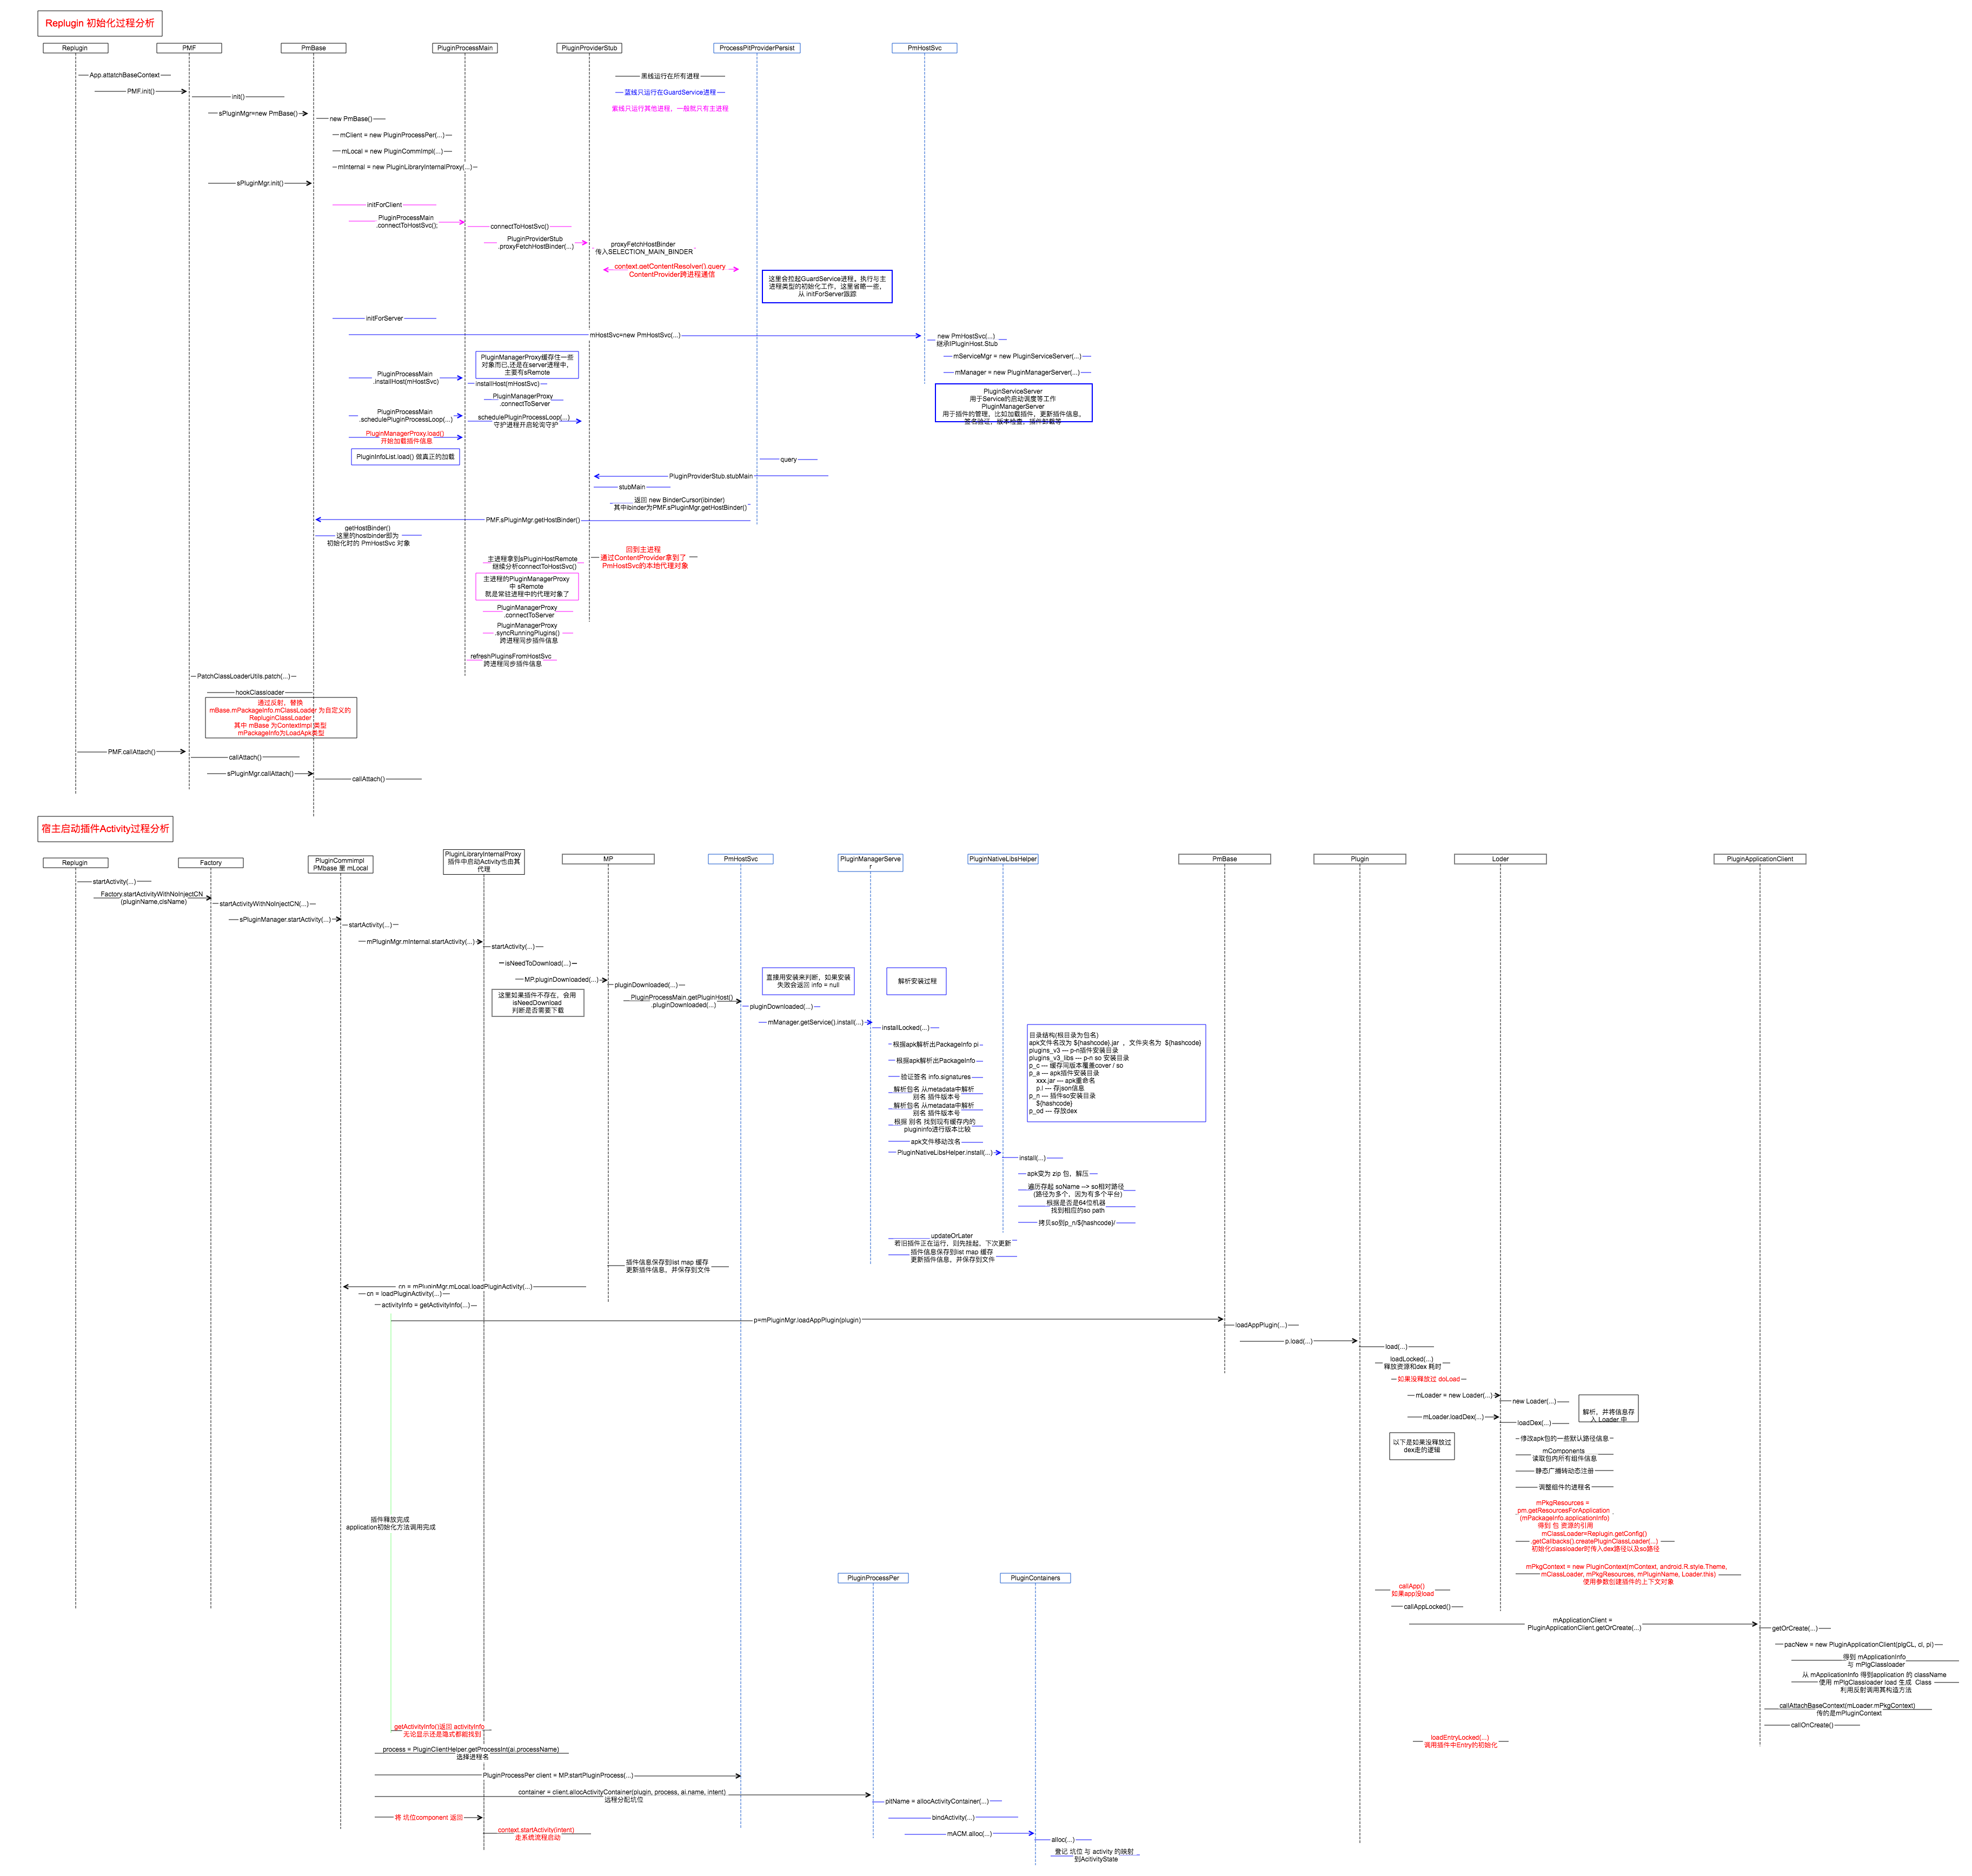 Replugin 初始化过程分析
Replugin
PMF
PmBase
PluginProcessMain
PluginProviderStub
ProcessPitProviderPersist
PmHostSvc
App.attatchBaseContext
黑线运行在所有进程
PMF.init()
蓝线只运行在GuardService进程
init()
紫线只运行其他进程，一般就只有主进程
sPluginMgr=new PmBase()
new PmBase()
mClient = new PluginProcessPer(...)
mLocal = new PluginCommImpl(...)
mInternal = new PluginLibraryInternalProxy(...)
sPluginMgr.init()
initForClient
PluginProcessMain
.connectToHostSvc();
connectToHostSvc()
PluginProviderStub
.proxyFetchHostBinder(...)
proxyFetchHostBinder
传入SELECTION_MAIN_BINDER
context.getContentResolver().query
ContentProvider跨进程通信
这里会拉起GuardService进程，执行与主
进程类型的初始化工作，这里省略一些，
从 initForServer跟踪
initForServer
mHostSvc=new PmHostSvc(...)
new PmHostSvc(...)
继承IPluginHost.Stub
PluginManagerProxy缓存住一些
对象而已,还是在server进程中，
主要有sRemote
mServiceMgr = new PluginServiceServer(...)
PluginProcessMain
.installHost(mHostSvc)
mManager = new PluginManagerServer(...)
installHost(mHostSvc)
PluginManagerProxy
.connectToServer
PluginServiceServer
用于Service的启动调度等工作
PluginManagerServer
用于插件的管理，比如加载插件，更新插件信息，
签名验证，版本检查，插件卸载等
PluginProcessMain
.schedulePluginProcessLoop(...)
schedulePluginProcessLoop(...)
守护进程开启轮询守护
PluginManagerProxy.load()
开始加载插件信息
PluginInfoList.load() 做真正的加载
query
PluginProviderStub.stubMain
stubMain
返回 new BinderCursor(ibinder)
其中ibinder为PMF.sPluginMgr.getHostBinder()
PMF.sPluginMgr.getHostBinder()
getHostBinder()
这里的hostbinder即为
初始化时的 PmHostSvc 对象
回到主进程
通过ContentProvider拿到了
PmHostSvc的本地代理对象
主进程拿到sPluginHostRemote
继续分析connectToHostSvc()
主进程的PluginManagerProxy
中 sRemote
就是常驻进程中的代理对象了
PluginManagerProxy
.connectToServer
PluginManagerProxy
.syncRunningPlugins()
跨进程同步插件信息
refreshPluginsFromHostSvc
跨进程同步插件信息
PatchClassLoaderUtils.patch(...)
hookClassloader
通过反射，替换
mBase.mPackageInfo.mClassLoader 为自定义的
RepluginClassLoader
其中 mBase 为ContextImpl 类型
mPackageInfo为LoadApk类型
PMF.callAttach()
callAttach()
sPluginMgr.callAttach()
callAttach()
宿主启动插件Activity过程分析
Replugin
Factory
PluginCommImpl
PMbase 里 mLocal
PluginLibraryInternalProxy
插件中启动Activity也由其
代理
MP
PmHostSvc
PluginManagerServe
r
PluginNativeLibsHelper
PmBase
Plugin
Loder
PluginApplicationClient
startActivity(...)
Factory.startActivityWithNoInjectCN
(pluginName,clsName)
startActivityWithNoInjectCN(...)
sPluginManager.startActivity(...)
startActivity(...)
mPluginMgr.mInternal.startActivity(...)
startActivity(...)
isNeedToDownload(...)
MP.pluginDownloaded(...)
pluginDownloaded(...)
直接用安装来判断，如果安装
失败会返回 info = null
解析安装过程
这里如果插件不存在，会用
isNeedDownload
判断是否需要下载
PluginProcessMain.getPluginHost()
.pluginDownloaded(...)
pluginDownloaded(...)
mManager.getService().install(...)
installLocked(...)
根据apk解析出PackageInfo pi
根据apk解析出PackageInfo
验证签名 info.signatures
解析包名 从metadata中解析
别名 插件版本号
解析包名 从metadata中解析
别名 插件版本号
根据 别名 找到现有缓存内的
pluginInfo进行版本比较
apk文件移动改名
PluginNativeLibsHelper.install(...)
目录结构(根目录为包名)
apk文件名改为 ${hashcode}.jar ，文件夹名为 ${hashcode}
plugins_v3 --- p-n插件安装目录
plugins_v3_libs --- p-n so 安装目录
p_c --- 缓存同版本覆盖cover / so
p_a --- apk插件安装目录
xxx.jar --- apk重命名
p.l --- 存json信息
p_n --- 插件so安装目录
${hashcode}
p_od --- 存放dex
install(...)
apk变为 zip 包，解压
遍历存起 soName --> so相对路径
(路径为多个，因为有多个平台)
根据是否是64位机器
找到相应的so path
拷贝so到p_n/${hashcode}/
updateOrLater
若旧插件正在运行，则先挂起，下次更新
插件信息保存到list map 缓存
更新插件信息，并保存到文件
插件信息保存到list map 缓存
更新插件信息，并保存到文件
cn = mPluginMgr.mLocal.loadPluginActivity(...)
cn = loadPluginActivity(...)
activityInfo = getActivityInfo(...)
p=mPluginMgr.loadAppPlugin(plugin)
loadAppPlugin(...)
p.load(...)
load(...)
loadLocked(...)
释放资源和dex 耗时
如果没释放过 doLoad
mLoader = new Loader(...)
new Loader(...)
解析，并将信息存
入 Loader 中
mLoader.loadDex(...)
loadDex(...)
以下是如果没释放过
dex走的逻辑
修改apk包的一些默认路径信息
mComponents
读取包内所有组件信息
静态广播转动态注册
调整组件的进程名
mPkgResources =
pm.getResourcesForApplication
(mPackageInfo.applicationInfo)
得到 包 资源的引用
mClassLoader=Replugin.getConfig()
.getCallbacks().createPluginClassLoader(...)
初始化classloader时传入dex路径以及so路径
插件释放完成
application初始化方法调用完成
mPkgContext = new PluginContext(mContext, android.R.style.Theme,
mClassLoader, mPkgResources, mPluginName, Loader.this)
使用参数创建插件的上下文对象
PluginProcessPer
PluginContainers
callApp()
如果app没load
callAppLocked()
mApplicationClient =
PluginApplicationClient.getOrCreate(...)
getOrCreate(...)
pacNew = new PluginApplicationClient(plgCL, cl, pi)
得到 mApplicationInfo
与 mPlgClassloader
从 mApplicationInfo 得到application 的 className
使用 mPlgClassloader load 生成 Class
利用反射调用其构造方法
callAttachBaseContext(mLoader.mPkgContext)
传的是mPluginContext
callOnCreate()
getActivityInfo()返回 activityInfo
无论显示还是隐式都能找到
loadEntryLocked(...)
调用插件中Entry的初始化
process = PluginClientHelper.getProcessInt(ai.processName)
选择进程名
PluginProcessPer client = MP.startPluginProcess(...)
container = client.allocActivityContainer(plugin, process, ai.name, intent)
远程分配坑位
pitName = allocActivityContainer(...)
将 坑位component 返回
bindActivity(...)
context.startActivity(intent)
走系统流程启动
mACM.alloc(...)
alloc(...)
登记 坑位 与 activity 的映射
到AcitivityState